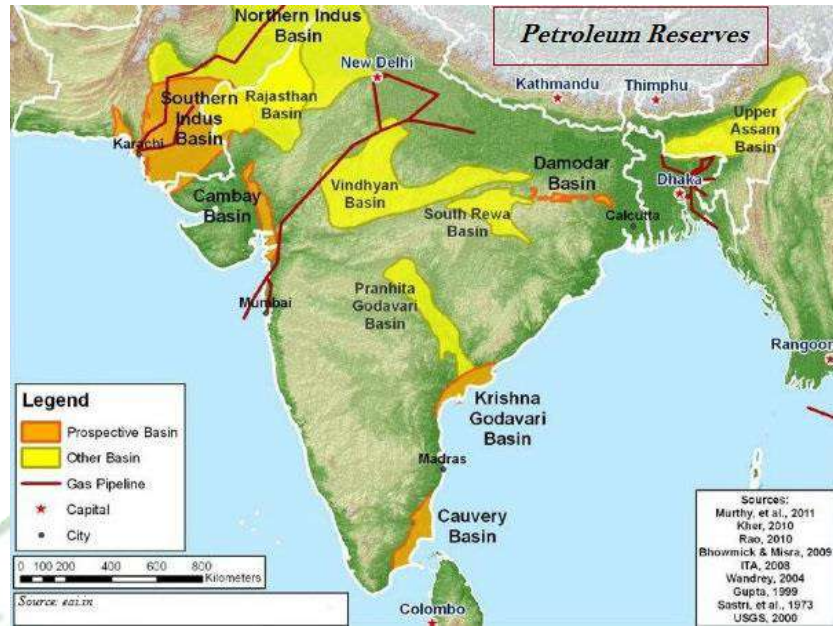 Petroleum Reserves
Northern Indus
Basin
New Delhi
Kathmandu
Thimphu
Southern
Indus
Basin
Rajasthan
Basin
Karachi
Upper
Assam
Basin
Vindhyan
Basin
Damodar
Basin
Dhaka
Cambay
Basin
South Rewa
Basin
Calcutta
Mumbai
Pranhita
Godavari
Basin
Rangoon
Krishna
Godavari
Basin
Madras
Cauvery
Basin
Colombo
Legend
Prospective Basin
Other Basin
Gas Pipeline
Capital
City
0 100 200 400 600 800
Kilometers
Source: eai.in
Sources:
Murthy, et al., 2011
Kher, 2010
Rao, 2010
Bhowmick & Misra, 2009
ITA, 2008
Wandrey, 2004
Gupta, 1999
Sastri, et al., 1973
USGS, 2000